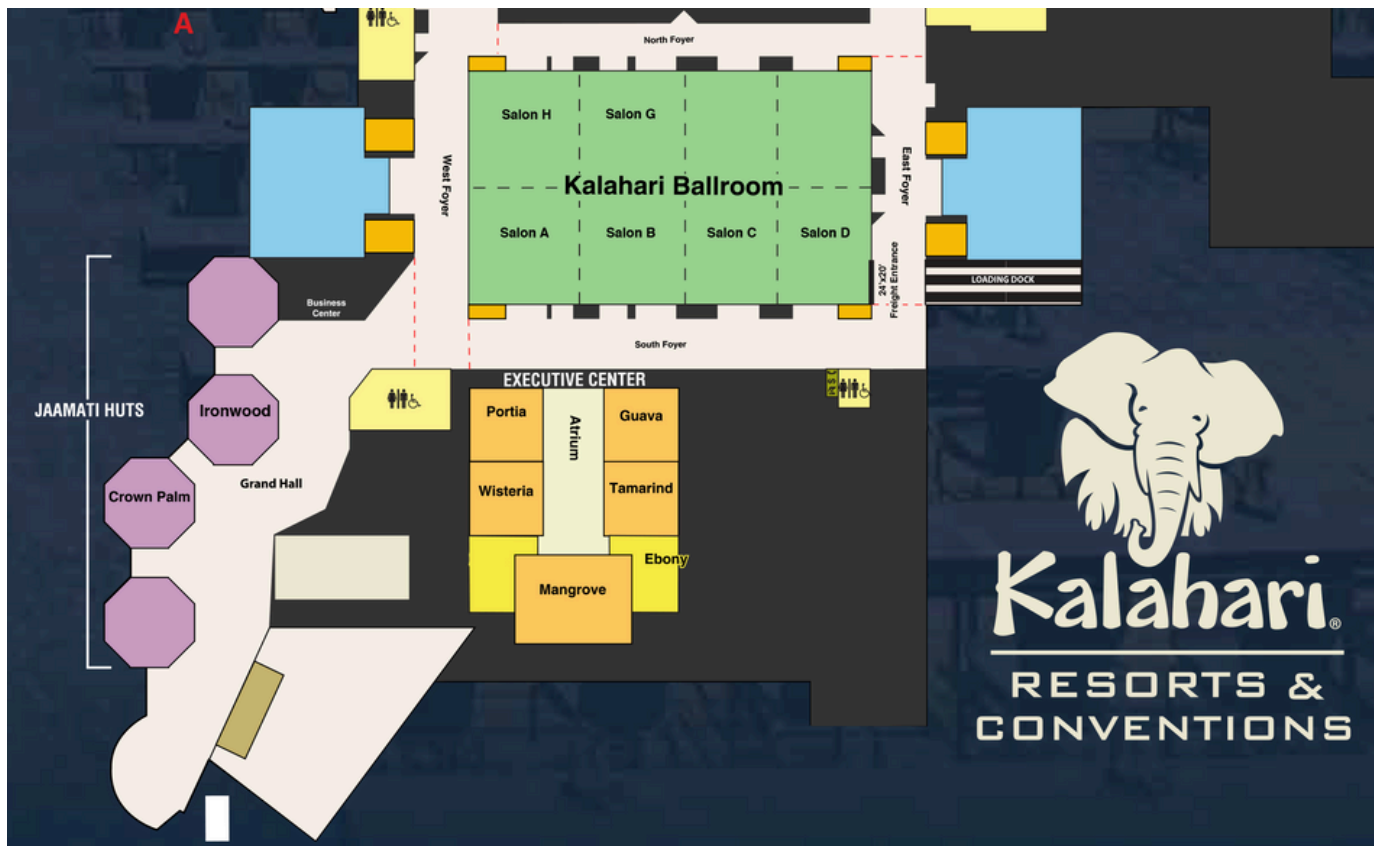 A
North Foyer
Salon H
Salon G
West Foyer
Kalahari Ballroom
East Foyer
Salon A
Salon B
Salon C
Salon D
24'x20'
Freight Entrance
LOADING DOCK
Business
Center
South Foyer
JAAMATI HUTS
Ironwood
Crown Palm
Grand Hall
EXECUTIVE CENTER
Portia
Atrium
Guava
Wisteria
Tamarind
Ebony
Mangrove
Kalahari®
RESORTS &
CONVENTIONS